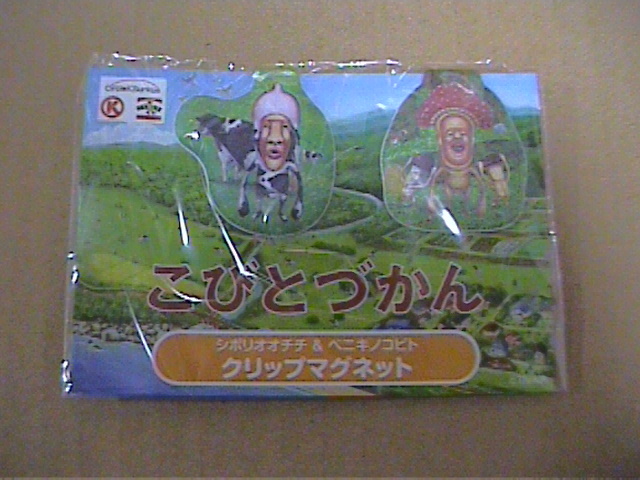 CircleKSunkus
K
こびとづかん
シボリオオチチ & ベニキノコビト
クリップマグネット